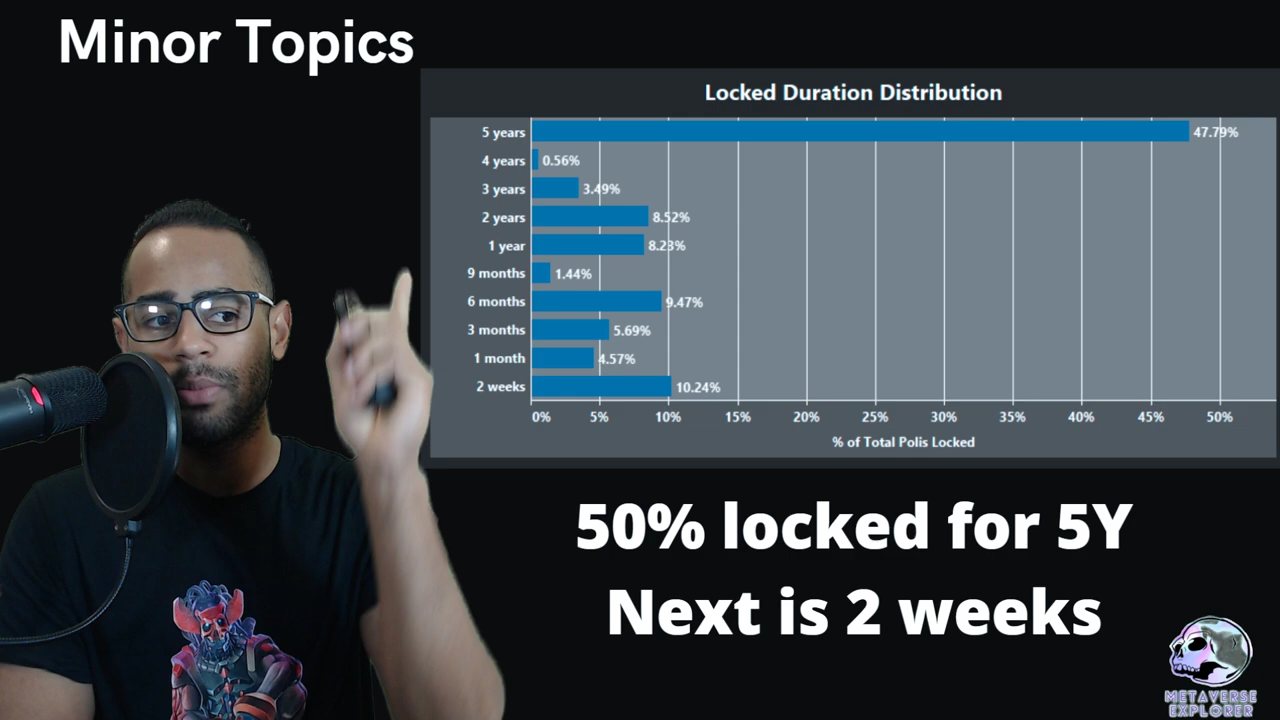 Minor Topics
Locked Duration Distribution
5 years 47.79%
4 years 0.56%
3 years 3.49%
2 years 8.52%
1 year 8.23%
9 months 1.44%
6 months 9.47%
3 months 5.69%
1 month 4.57%
2 weeks 10.24%
0% 5% 10% 15% 20% 25% 30% 35% 40% 45% 50%
% of Total Polis Locked
50% locked for 5Y
Next is 2 weeks
METAVERSE
EXPLORER